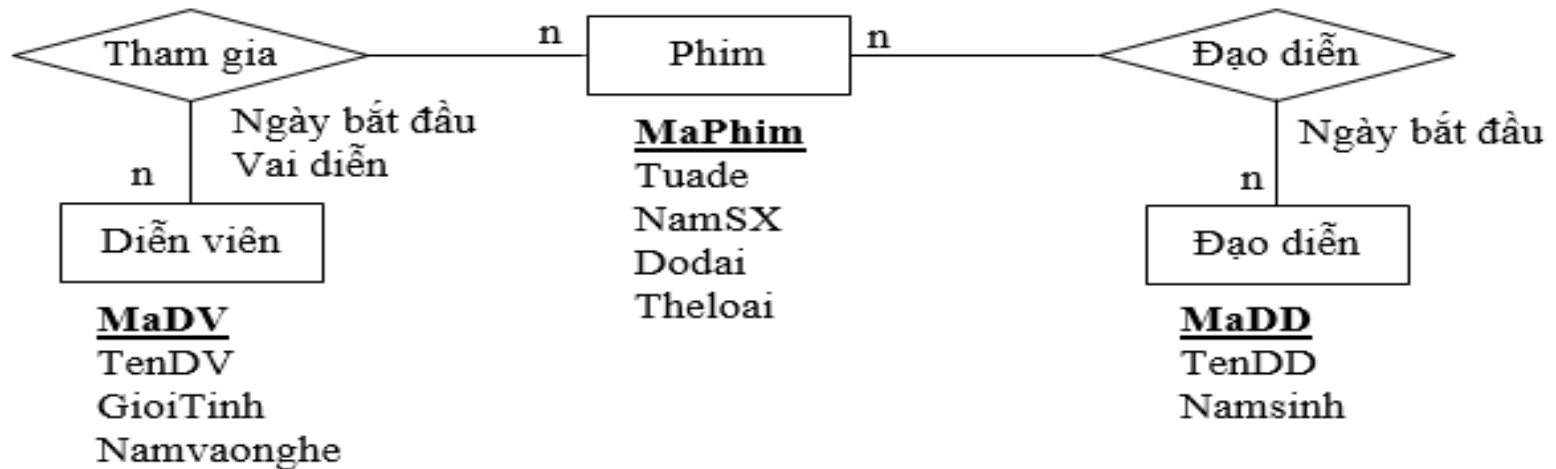 Tham gia
n
Phim
n
Đạo diễn
Ngày bắt đầu
Vai diễn
n
Diễn viên
MaDV
TenDV
GioiTinh
Namvaonghe
MaPhim
Tuade
NamSX
Dodai
Theloai
Ngày bắt đầu
n
Đạo diễn
MaDD
TenDD
Namsinh